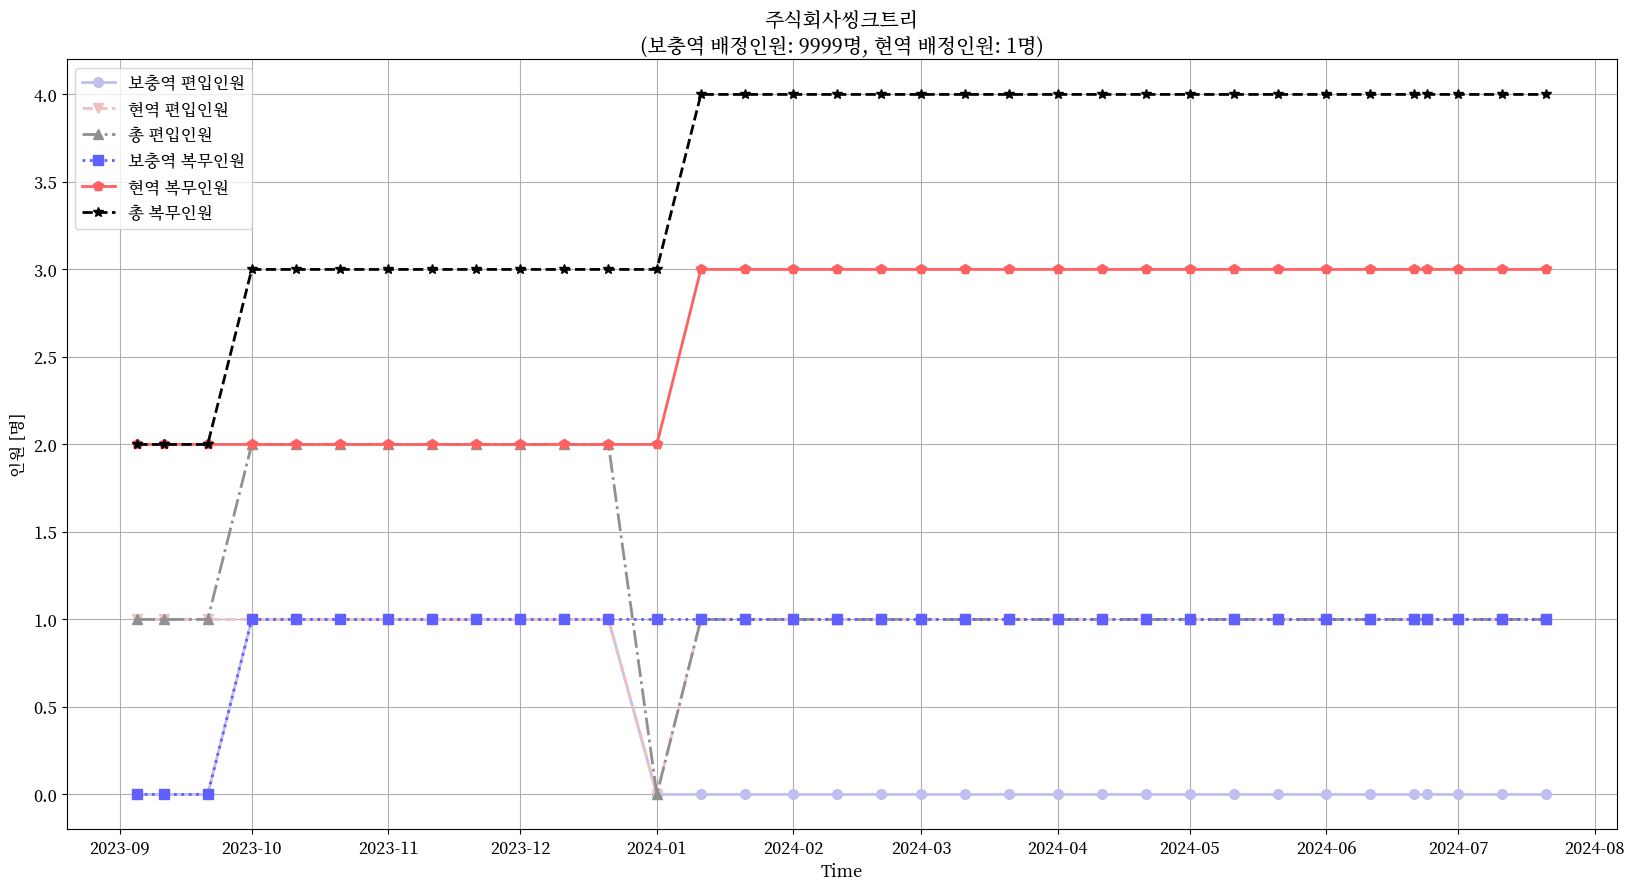 주식회사씽크트리
(보충역 배정인원: 9999명, 현역 배정인원: 1명)
보충역 편입인원
현역 편입인원
총 편입인원
보충역 복무인원
현역 복무인원
총 복무인원
4.0
3.5
3.0
2.5
2.0
1.5
1.0
0.5
0.0
인원 [명]
2023-09
2023-10
2023-11
2023-12
2024-01
2024-02
2024-03
2024-04
2024-05
2024-06
2024-07
2024-08
Time